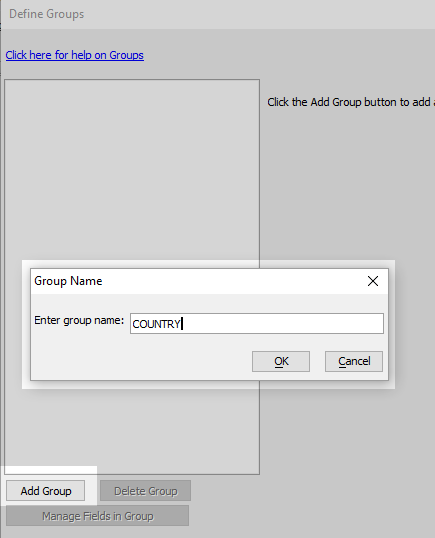 Define Groups
Click here for help on Groups
Click the Add Group button to add a
Group Name
Enter group name: COUNTRY
OK Cancel
Add Group Delete Group
Manage Fields in Group